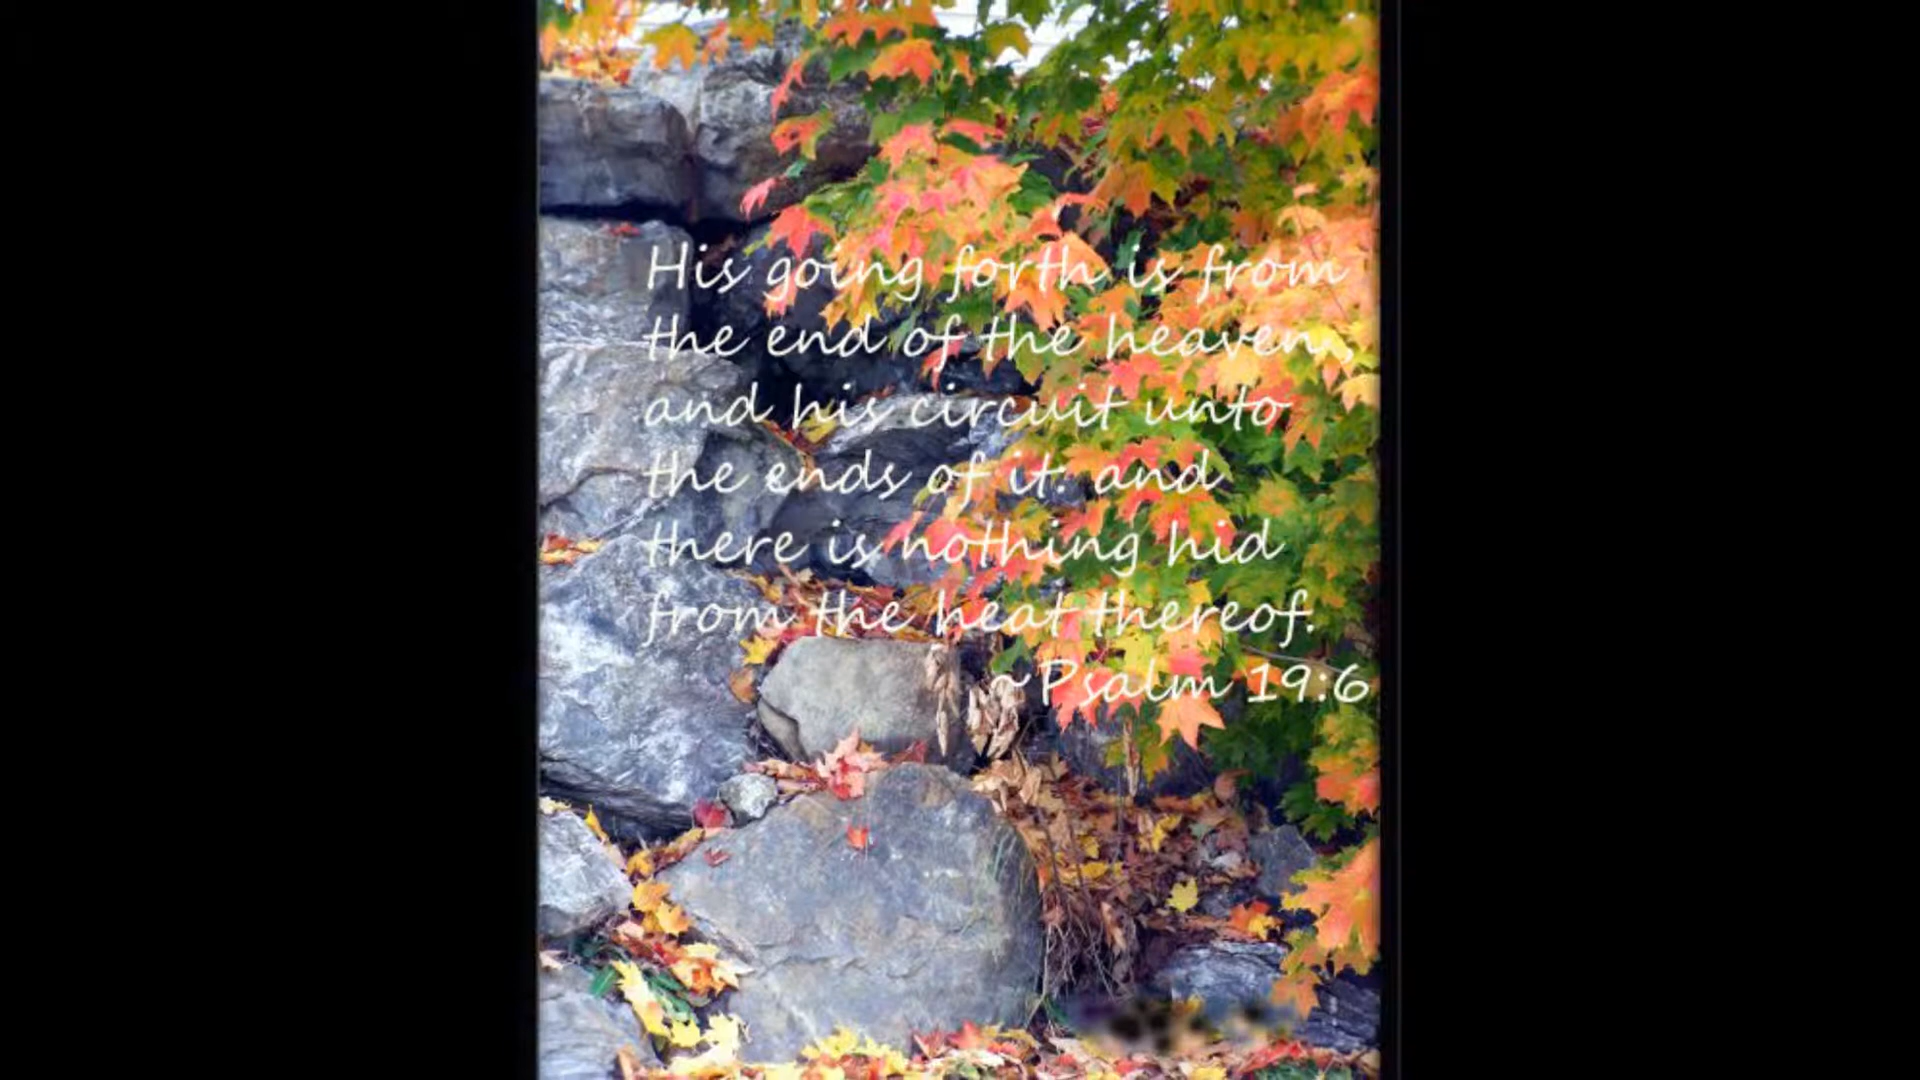 His going forth is from
the end of the heaven,
and his circuit unto
the ends of it: and
there is nothing hid
from the heat thereof.
~Psalm 19:6